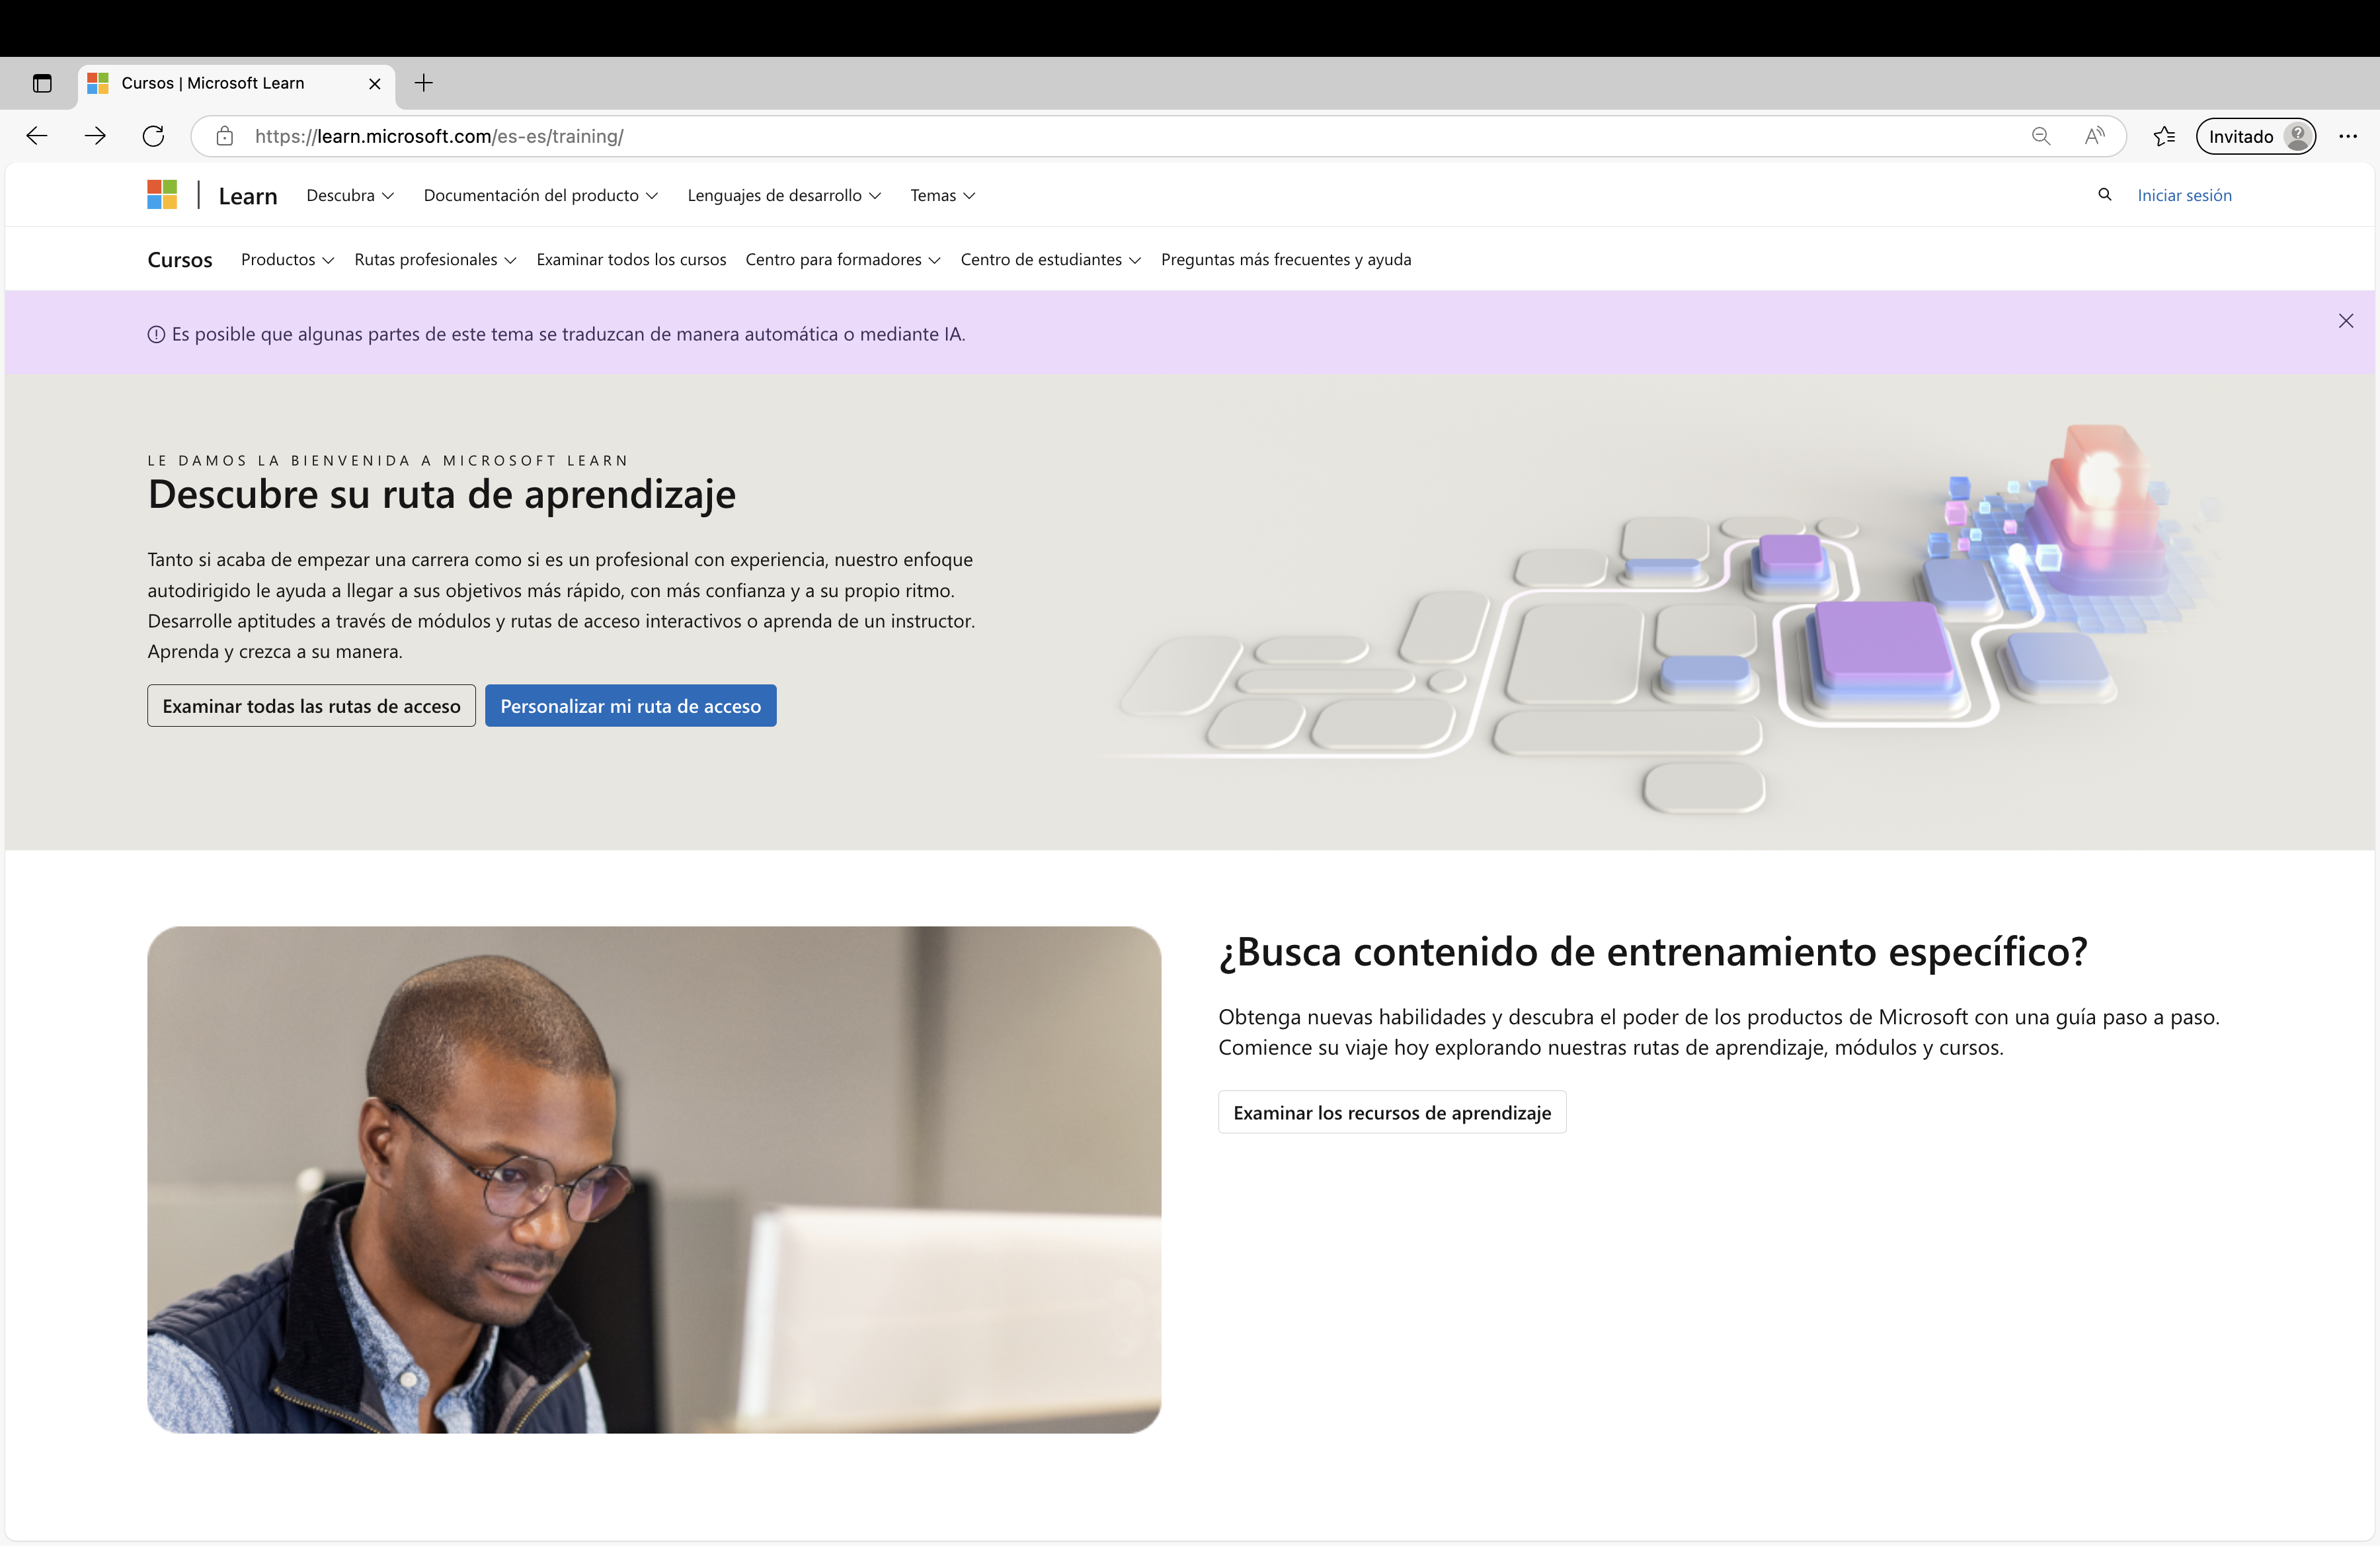 Cursos | Microsoft Learn
https://learn.microsoft.com/es-es/training/
Invitado
Learn Descubra Documentación del producto Lenguajes de desarrollo Temas Iniciar sesión
Cursos Productos Rutas profesionales Examinar todos los cursos Centro para formadores Centro de estudiantes Preguntas más frecuentes y ayuda
Es posible que algunas partes de este tema se traduzcan de manera automática o mediante IA.
LE DAMOS LA BIENVENIDA A MICROSOFT LEARN
Descubre su ruta de aprendizaje
Tanto si acaba de empezar una carrera como si es un profesional con experiencia, nuestro enfoque
autodirigido le ayuda a llegar a sus objetivos más rápido, con más confianza y a su propio ritmo.
Desarrolle aptitudes a través de módulos y rutas de acceso interactivos o aprenda de un instructor.
Aprenda y crezca a su manera.
Examinar todas las rutas de acceso Personalizar mi ruta de acceso
¿Busca contenido de entrenamiento específico?
Obtenga nuevas habilidades y descubra el poder de los productos de Microsoft con una guía paso a paso.
Comience su viaje hoy explorando nuestras rutas de aprendizaje, módulos y cursos.
Examinar los recursos de aprendizaje